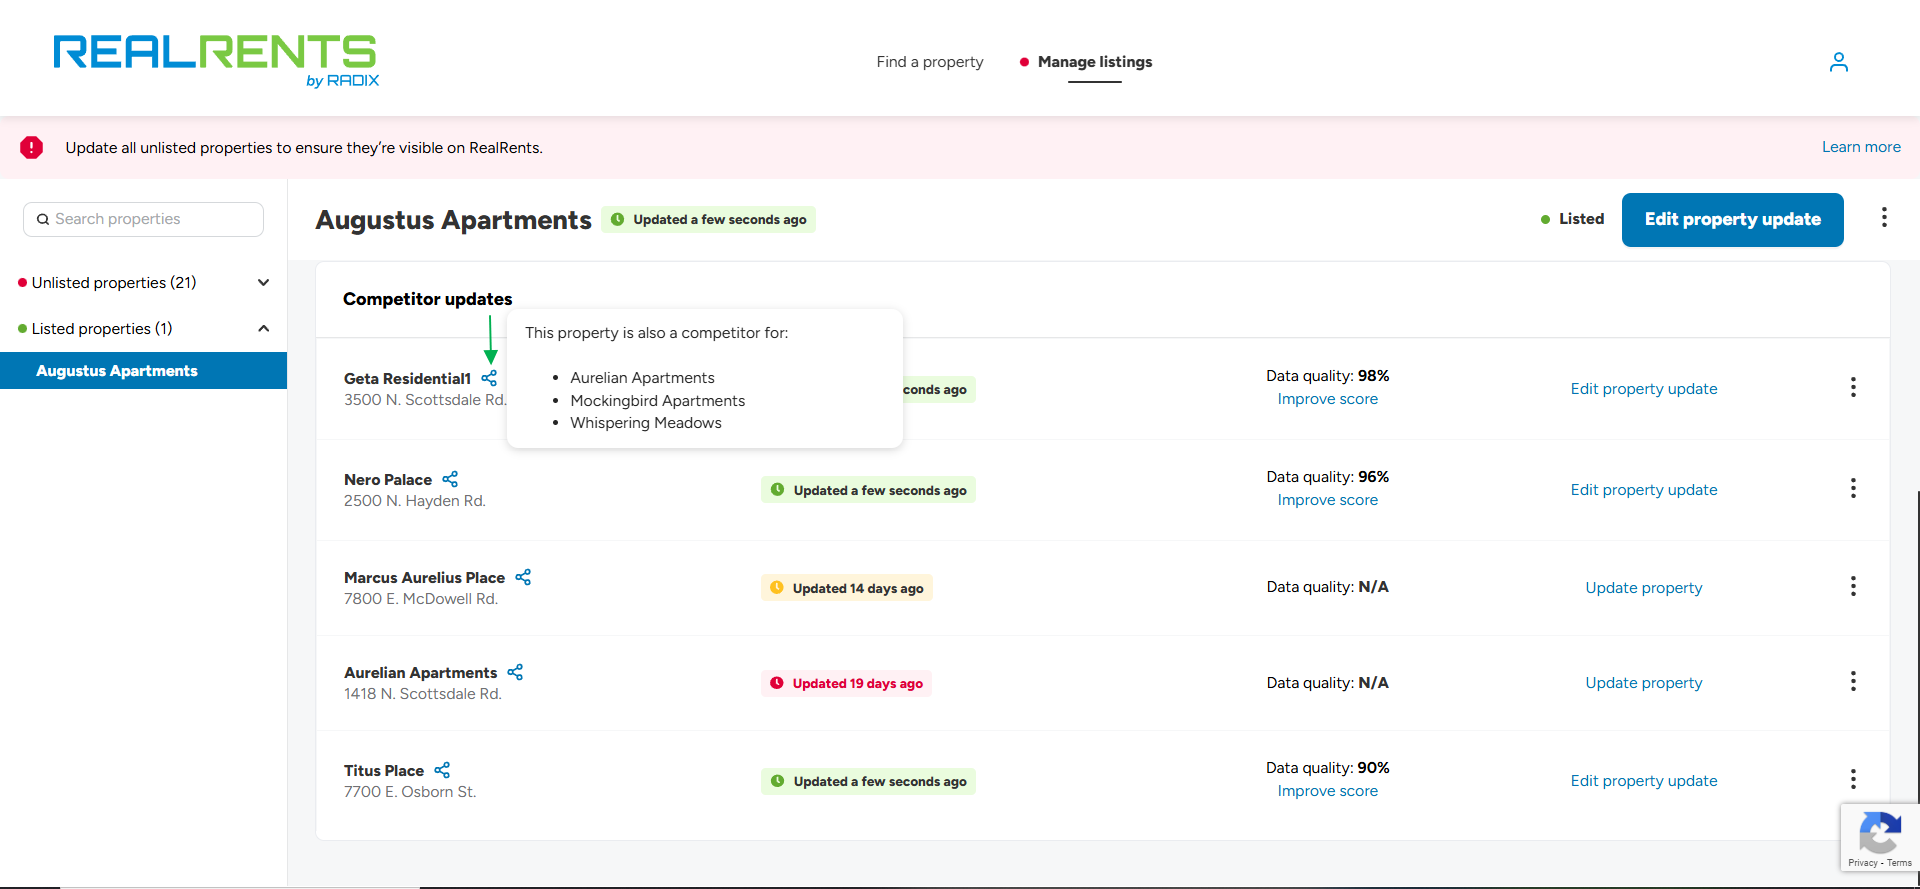 REALRENTS
by RADIX
Find a property
Manage listings
Update all unlisted properties to ensure they’re visible on RealRents.
Learn more
Search properties
Unlisted properties (21)
Listed properties (1)
Augustus Apartments
Augustus Apartments
Updated a few seconds ago
Listed
Edit property update
Competitor updates
This property is also a competitor for:
• Aurelian Apartments
• Mockingbird Apartments
• Whispering Meadows
Geta Residential1
3500 N. Scottsdale Rd.
conds ago
Data quality: 98%
Improve score
Edit property update
Nero Palace
2500 N. Hayden Rd.
Updated a few seconds ago
Data quality: 96%
Improve score
Edit property update
Marcus Aurelius Place
7800 E. McDowell Rd.
Updated 14 days ago
Data quality: N/A
Update property
Aurelian Apartments
1418 N. Scottsdale Rd.
Updated 19 days ago
Data quality: N/A
Update property
Titus Place
7700 E. Osborn St.
Updated a few seconds ago
Data quality: 90%
Improve score
Edit property update
Privacy - Terms